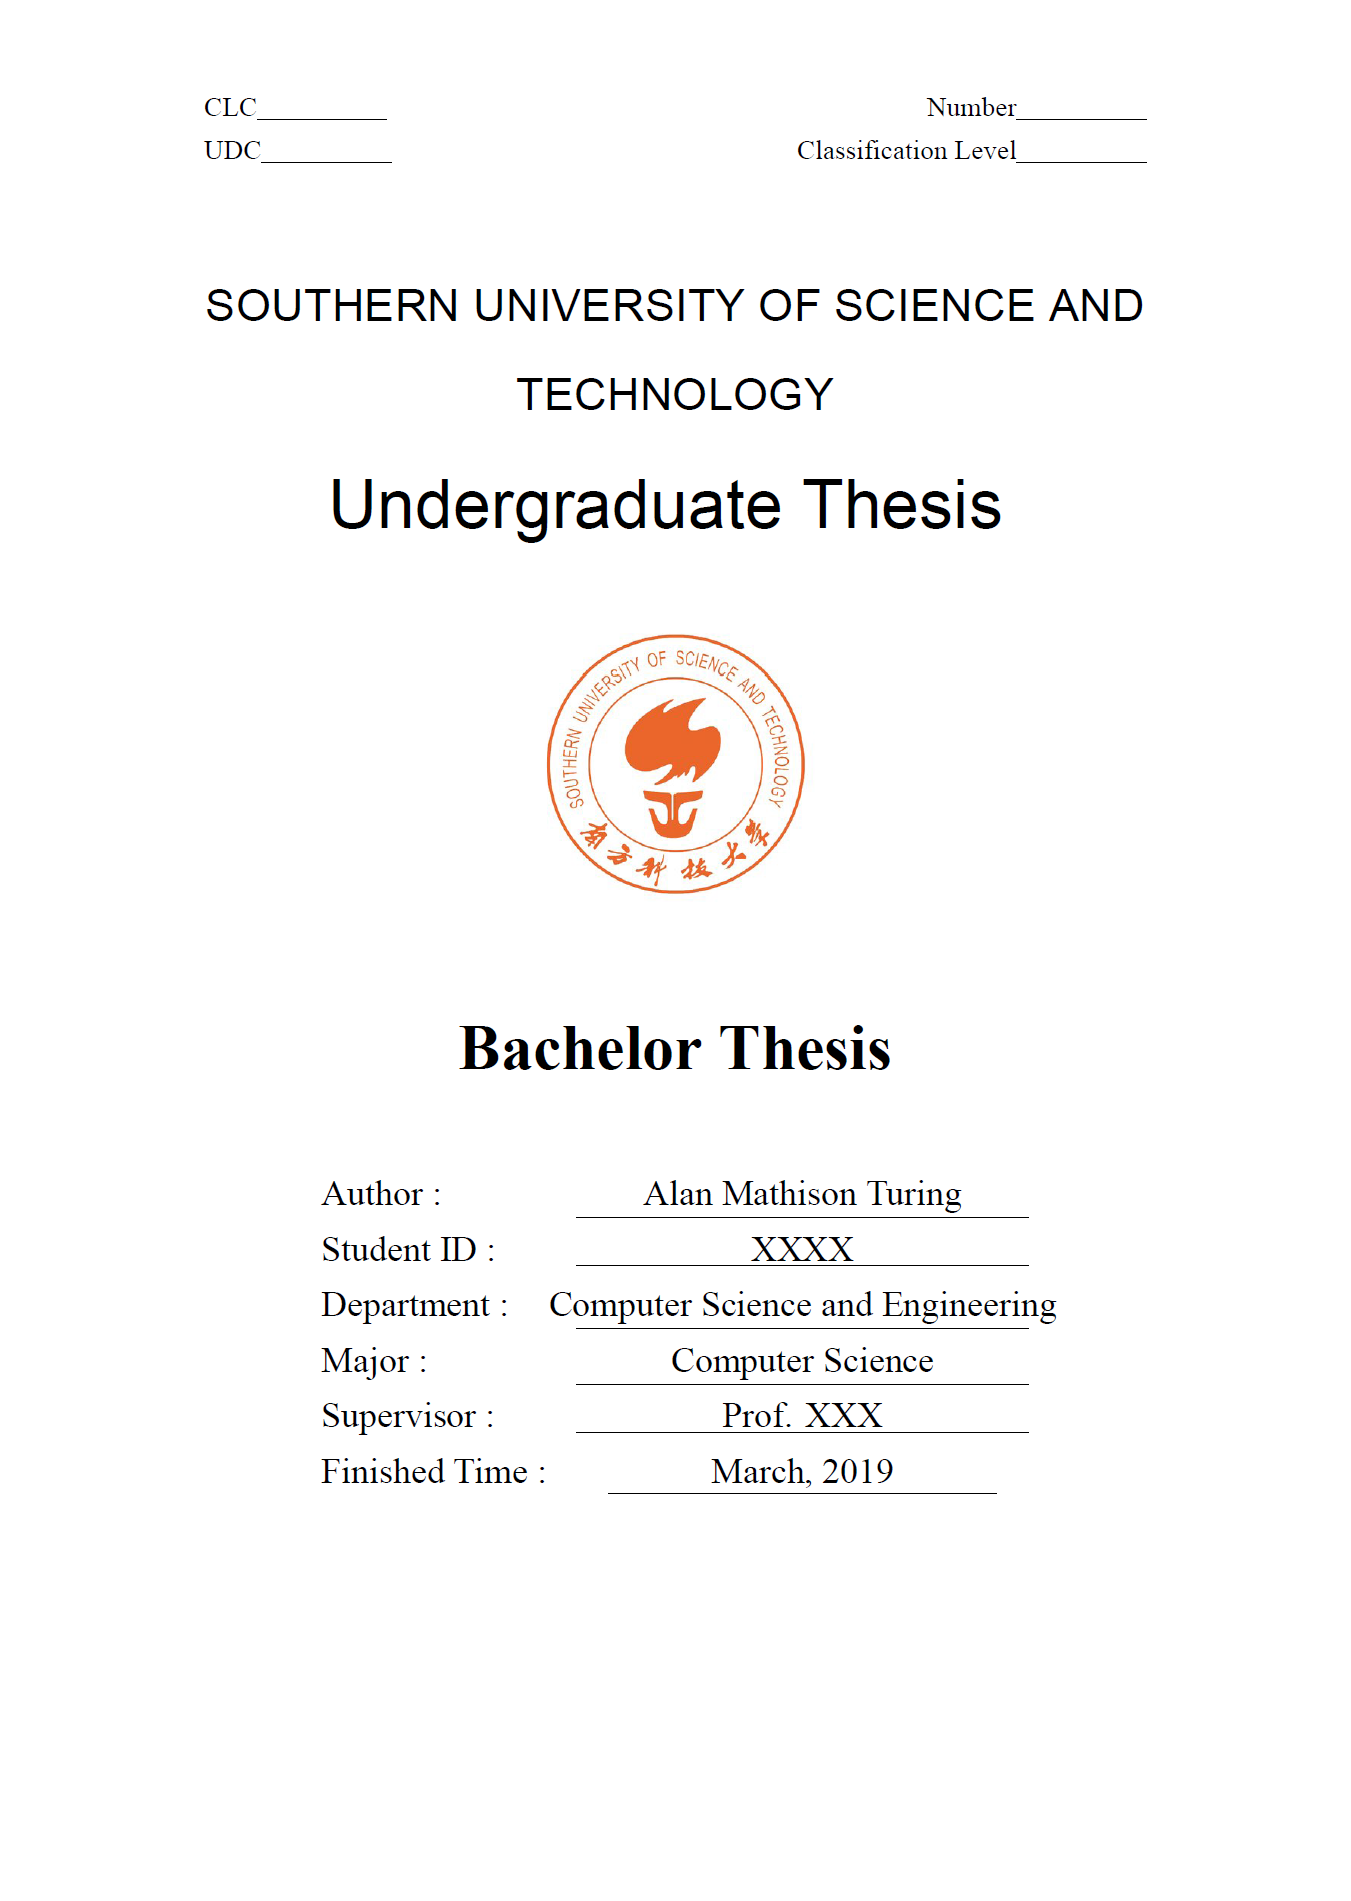 CLC__________ Number__________
UDC__________ Classification Level__________
SOUTHERN UNIVERSITY OF SCIENCE AND
TECHNOLOGY
Undergraduate Thesis
SOUTHERN UNIVERSITY OF SCIENCE AND TECHNOLOGY
南方科技大学
Bachelor Thesis
Author : Alan Mathison Turing
Student ID : XXXX
Department : Computer Science and Engineering
Major : Computer Science
Supervisor : Prof. XXX
Finished Time : March, 2019